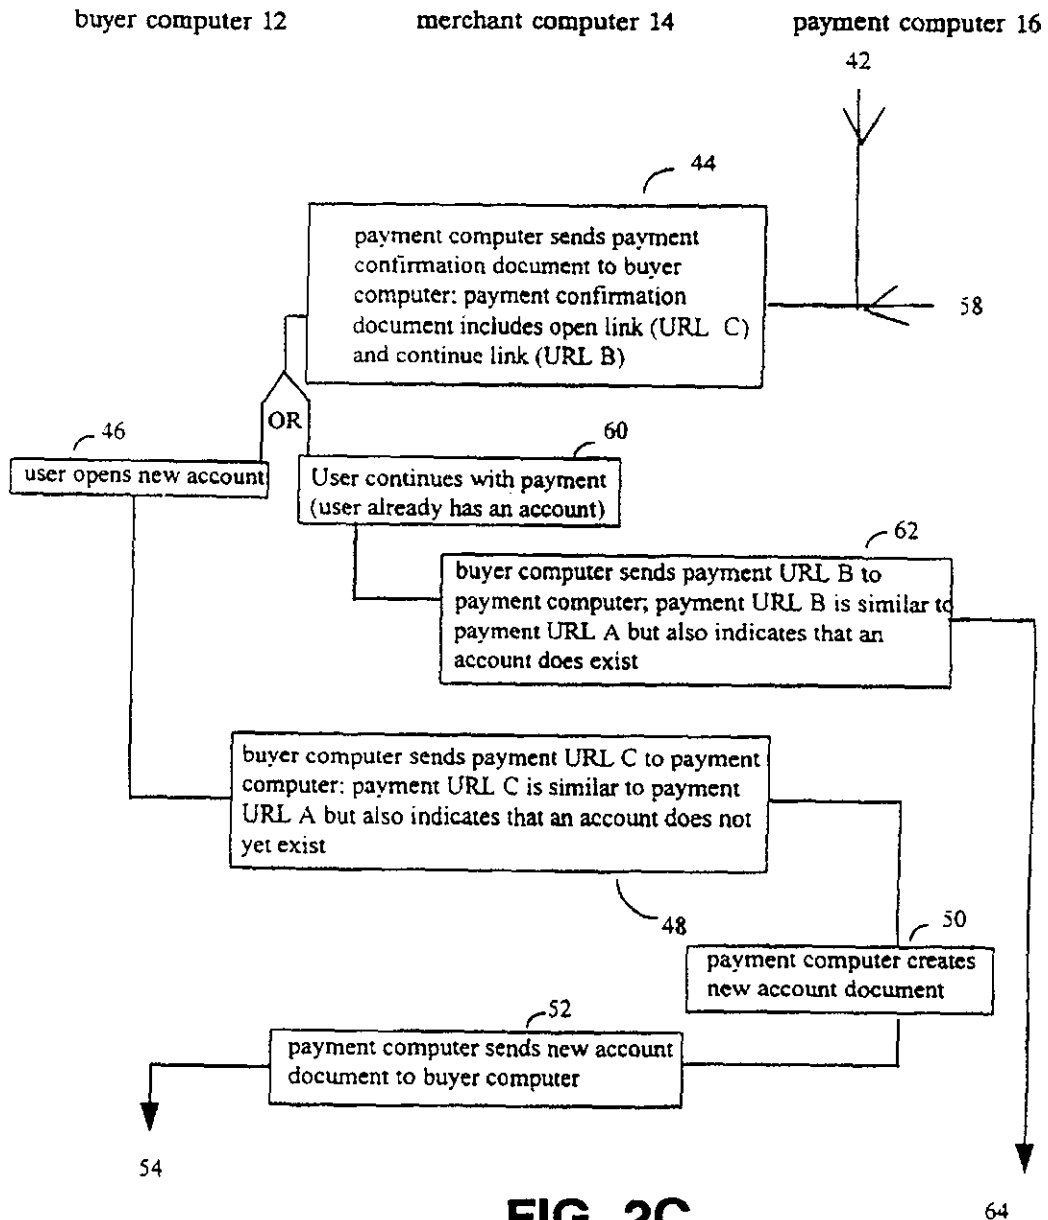 buyer computer 12 merchant computer 14 payment computer 16
42
44
payment computer sends payment
confirmation document to buyer
computer: payment confirmation
document includes open link (URL C)
and continue link (URL B)
58
OR
46
user opens new account
60
User continues with payment
(user already has an account)
62
buyer computer sends payment URL B to
payment computer; payment URL B is similar to
payment URL A but also indicates that an
account does exist
buyer computer sends payment URL C to payment
computer: payment URL C is similar to payment
URL A but also indicates that an account does not
yet exist
48
50
payment computer creates
new account document
52
payment computer sends new account
document to buyer computer
54
64
FIG. 2C